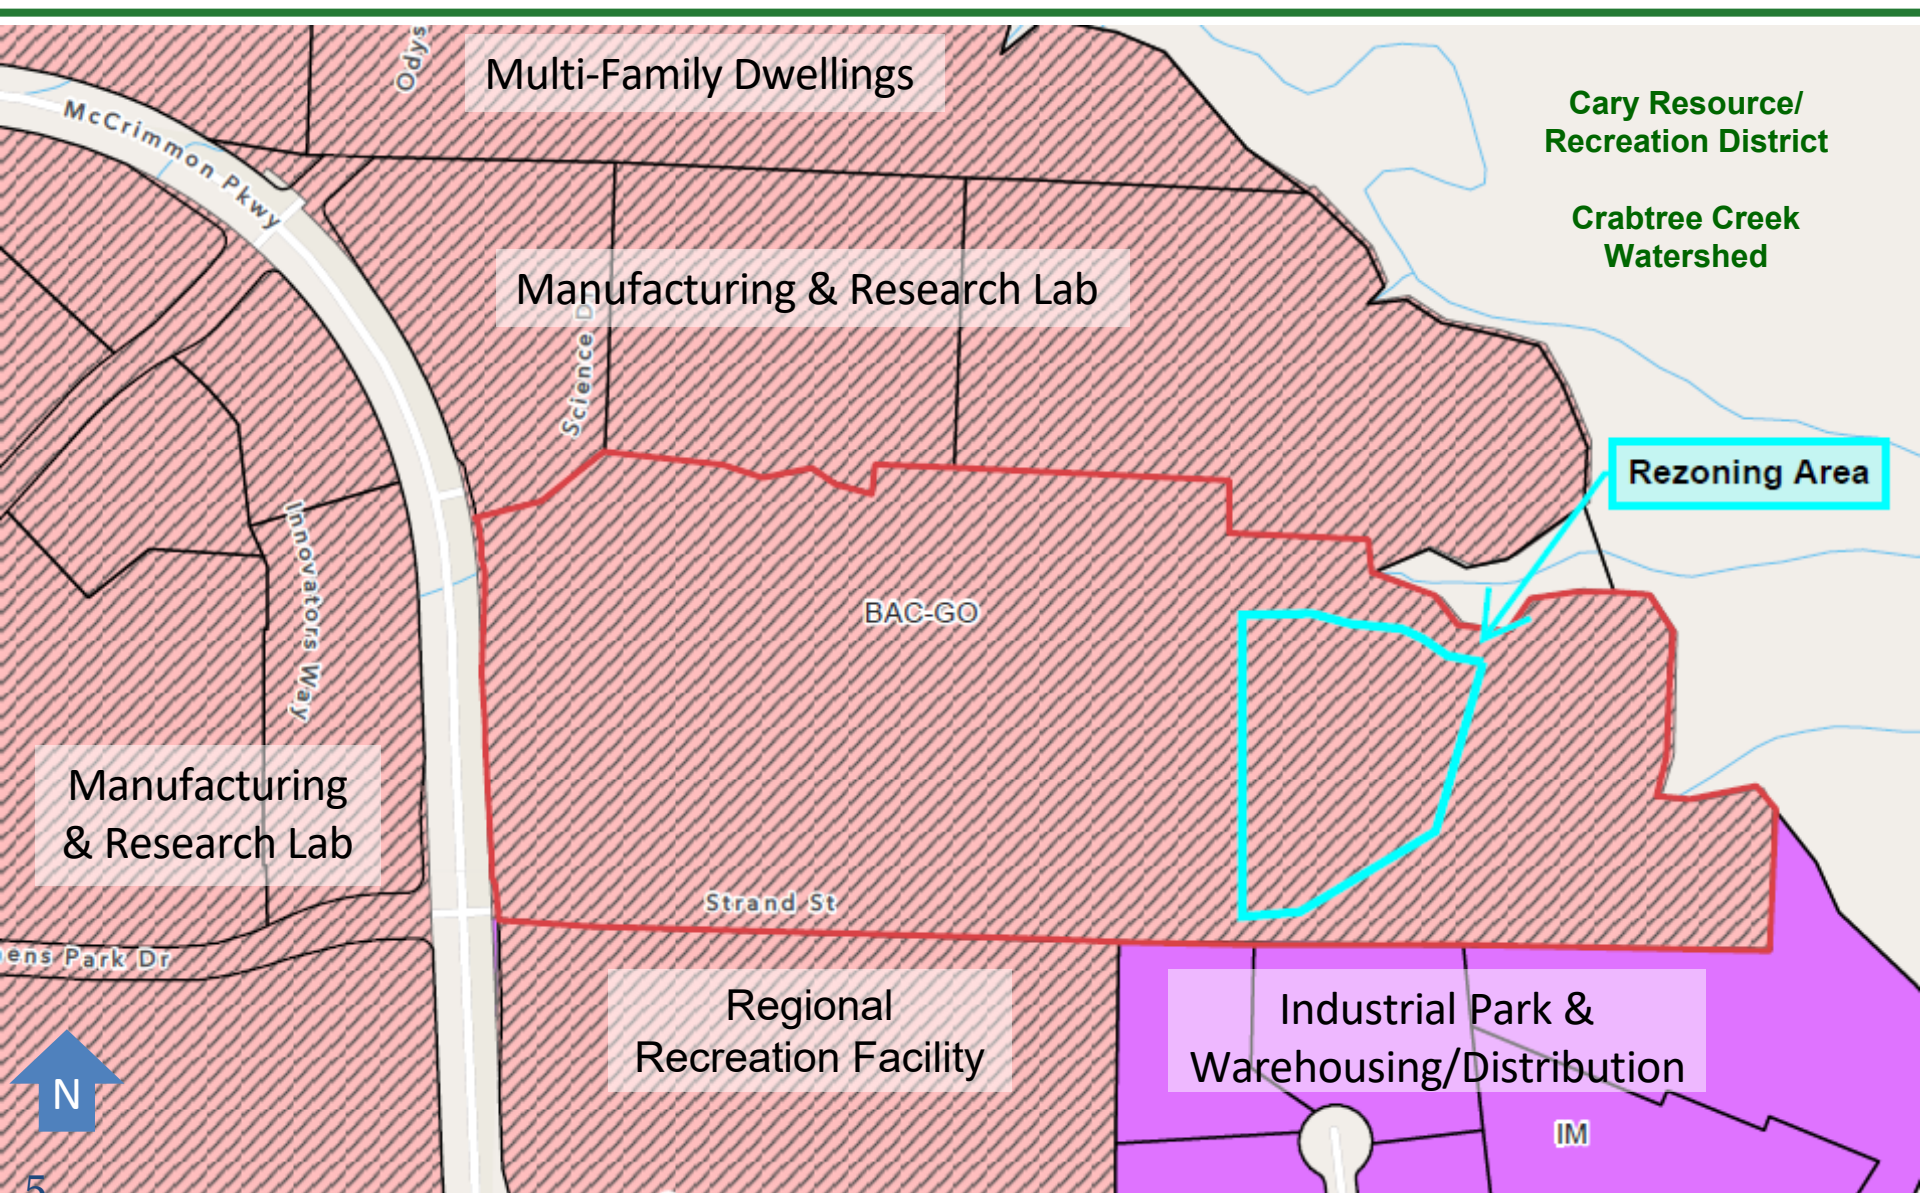 Odys
Multi-Family Dwellings
Cary Resource/
Recreation District
McCrimmon Pkwy
Crabtree Creek
Watershed
Manufacturing & Research Lab
Science D
Rezoning Area
Innovators Way
BAC-GO
Manufacturing
& Research Lab
Strand St
ens Park Dr
Regional
Recreation Facility
Industrial Park &
Warehousing/Distribution
N
IM
5